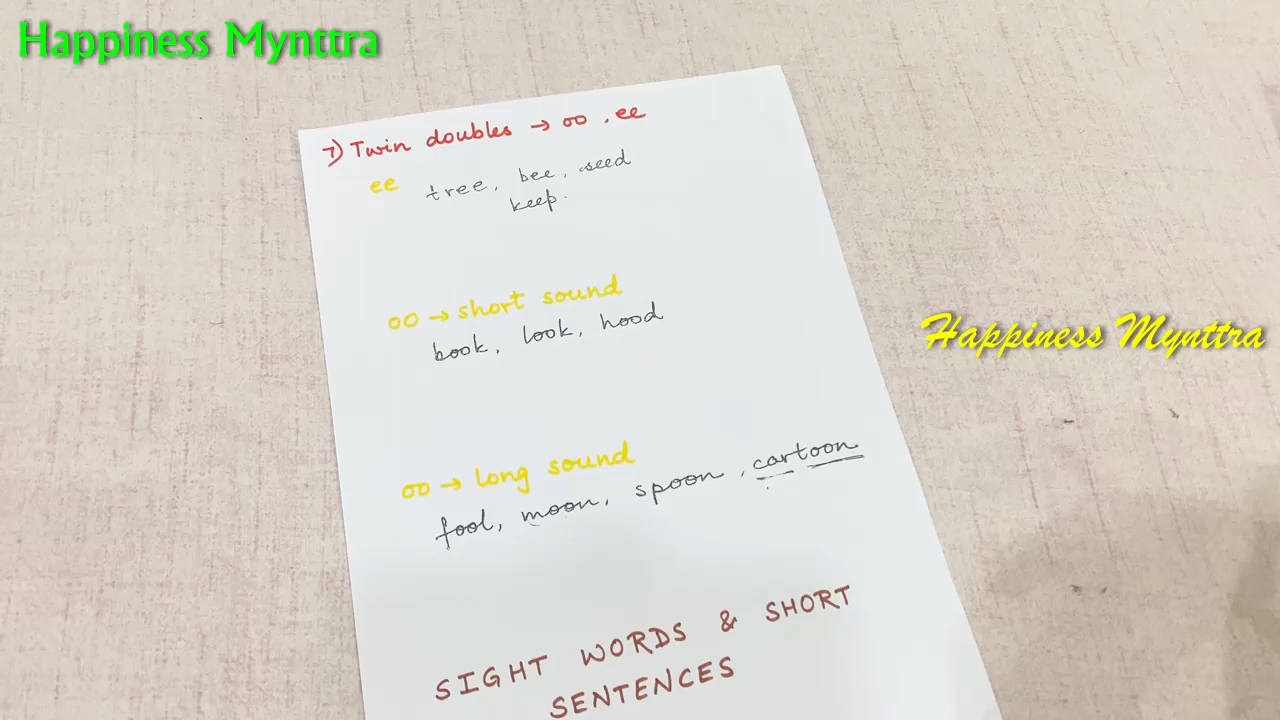 Happiness Mynttra
7) Twin doubles → oo, ee
ee tree, bee, seed
keep.
oo → short sound
book, look, hood
Happiness Mynttra
oo → long sound
fool, moon, spoon, cartoon
SIGHT WORDS & SHORT
SENTENCES